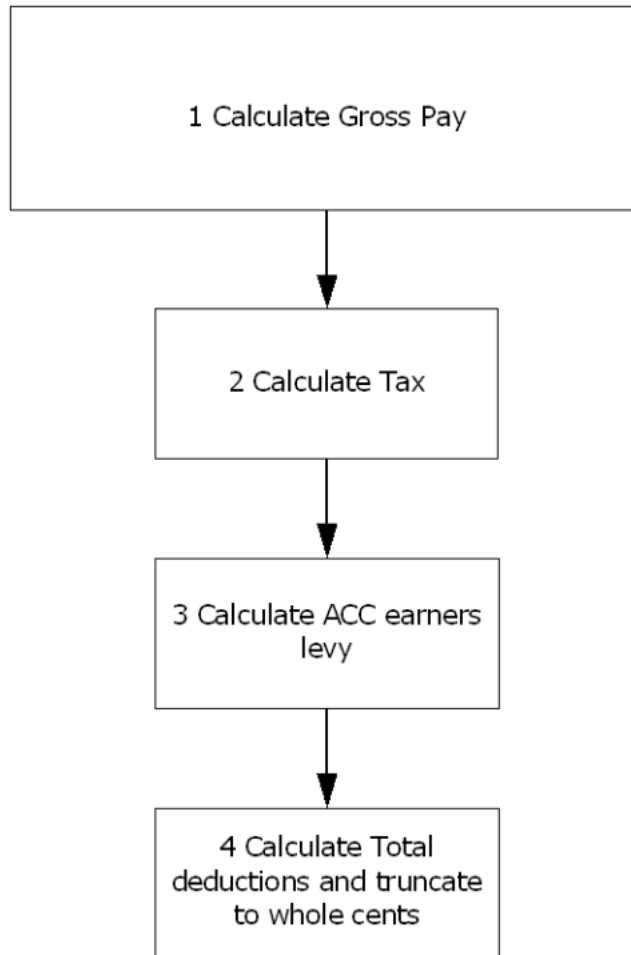 1 Calculate Gross Pay
2 Calculate Tax
3 Calculate ACC earners
levy
4 Calculate Total
deductions and truncate
to whole cents